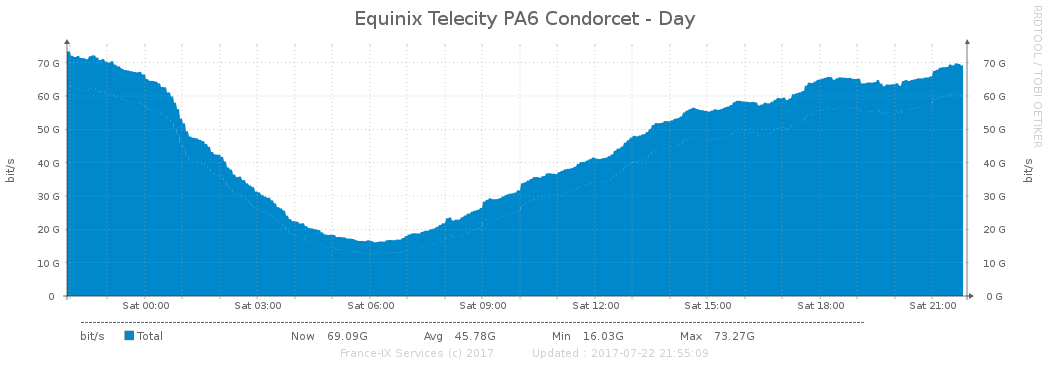 Equinix Telecity PA6 Condorcet - Day
RRDTOOL / TOBI OETIKER
bit/s
bit/s
70 G 70 G
60 G 60 G
50 G 50 G
40 G 40 G
30 G 30 G
20 G 20 G
10 G 10 G
0 0 G
Sat 00:00 Sat 03:00 Sat 06:00 Sat 09:00 Sat 12:00 Sat 15:00 Sat 18:00 Sat 21:00
bit/s Total Now 69.09G Avg 45.78G Min 16.03G Max 73.27G
France-IX Services (c) 2017 Updated : 2017-07-22 21:55:09